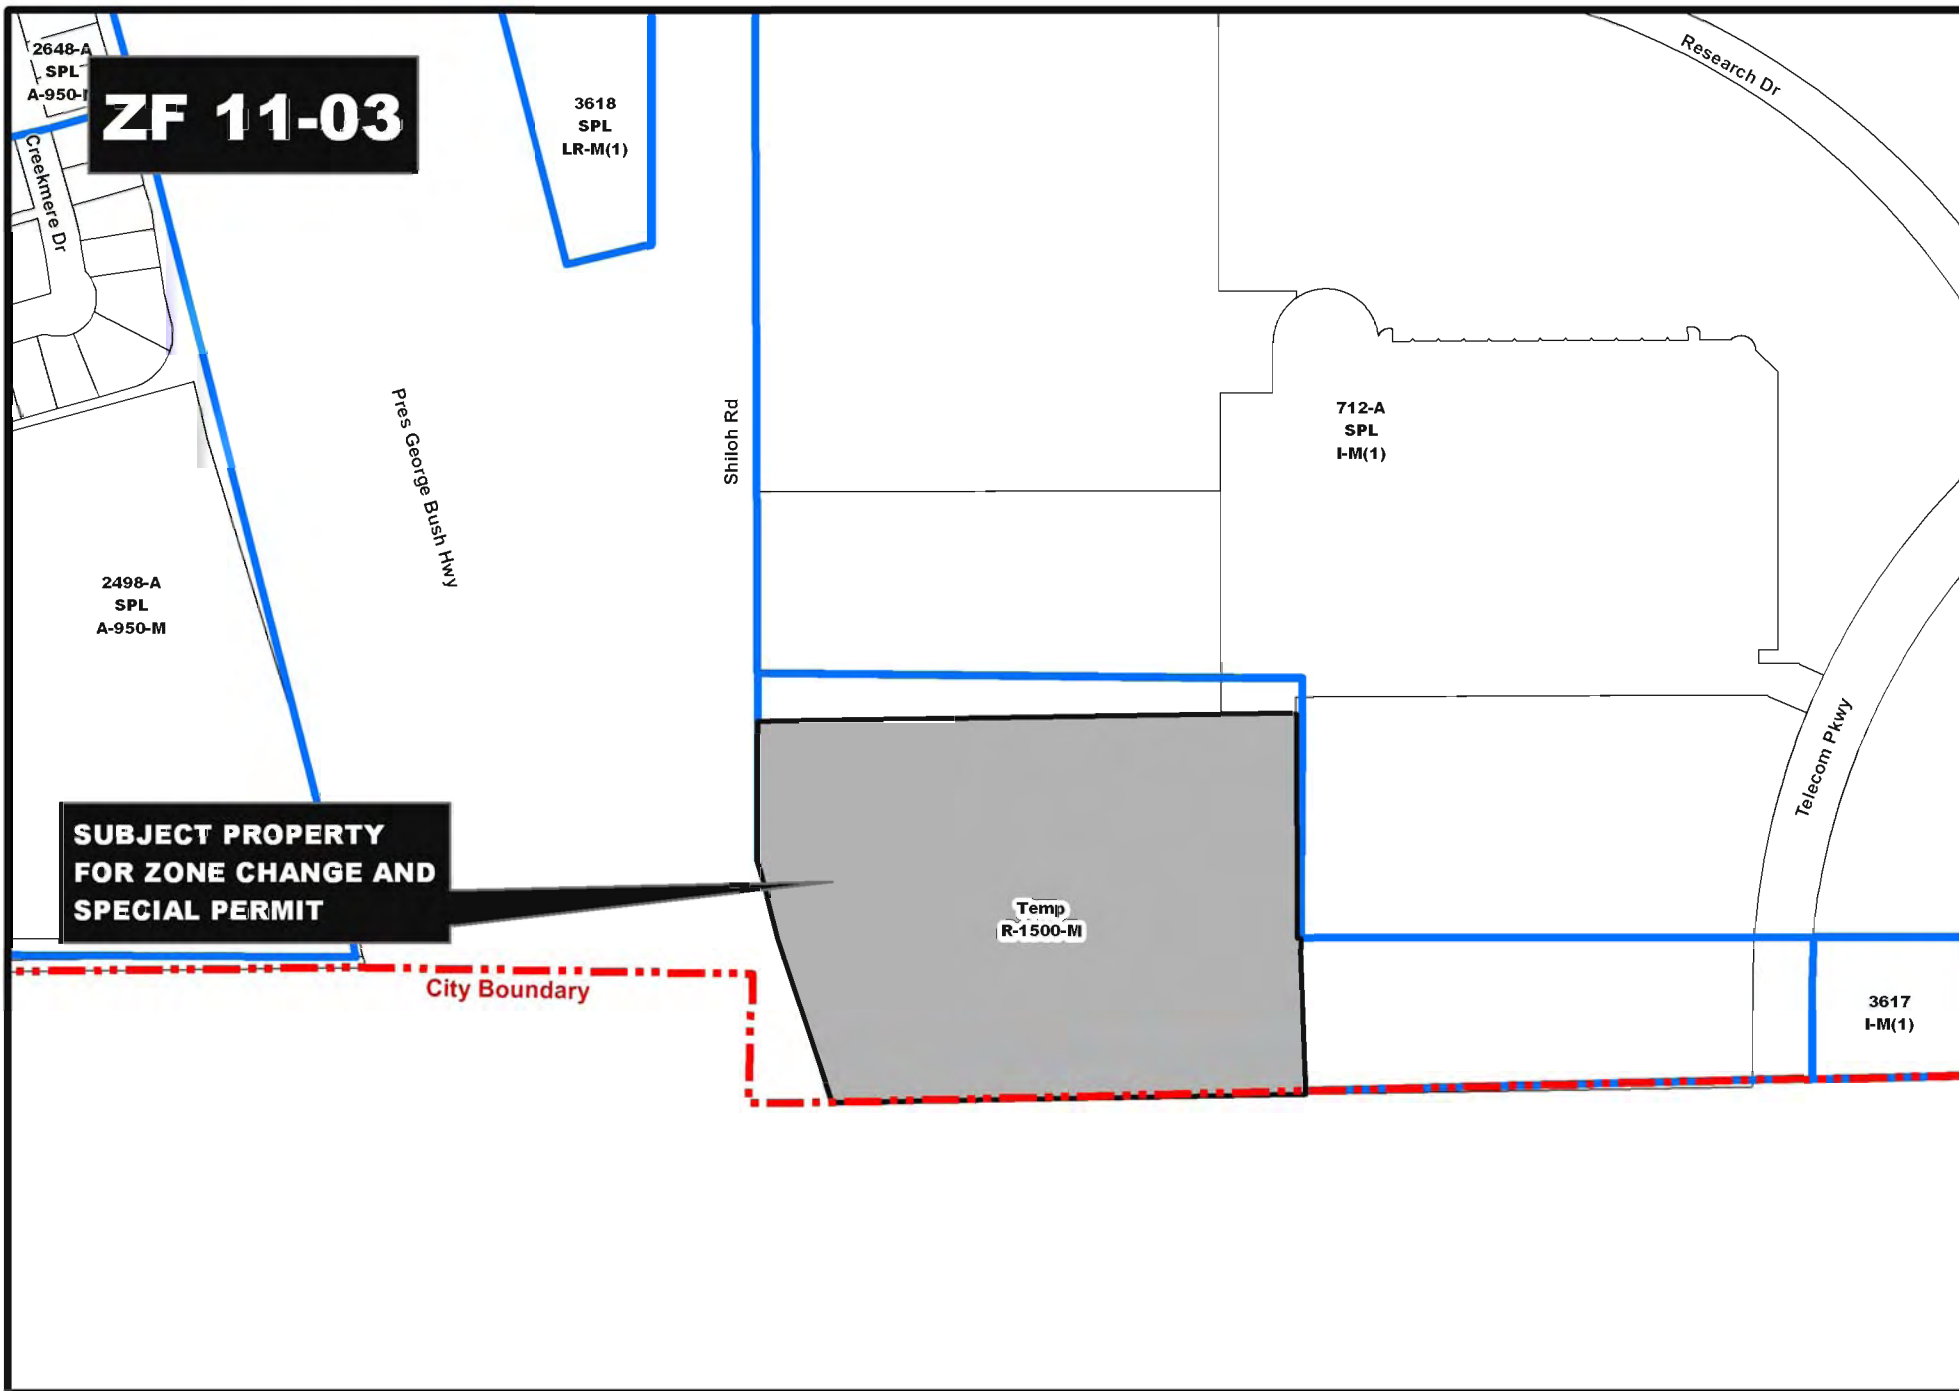 2648-A
SPL
A-950-
ZF 11-03
3618
SPL
LR-M(1)
Research Dr
Creekmere Dr
Pres George Bush Hwy
Shiloh Rd
712-A
SPL
I-M(1)
2498-A
SPL
A-950-M
Telecom Pkwy
SUBJECT PROPERTY
FOR ZONE CHANGE AND
SPECIAL PERMIT
Temp
R-1500-M
City Boundary
3617
I-M(1)